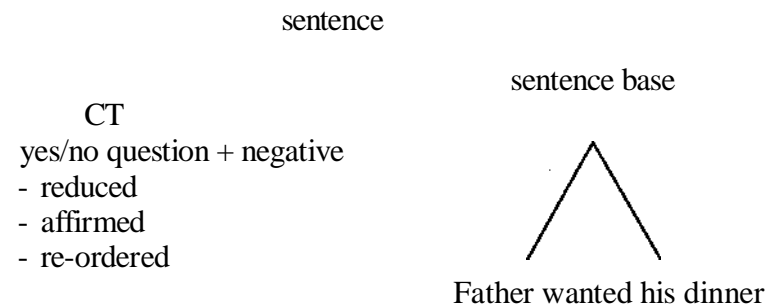 sentence
sentence base
CT
yes/no question + negative
- reduced
- affirmed
- re-ordered
Father wanted his dinner